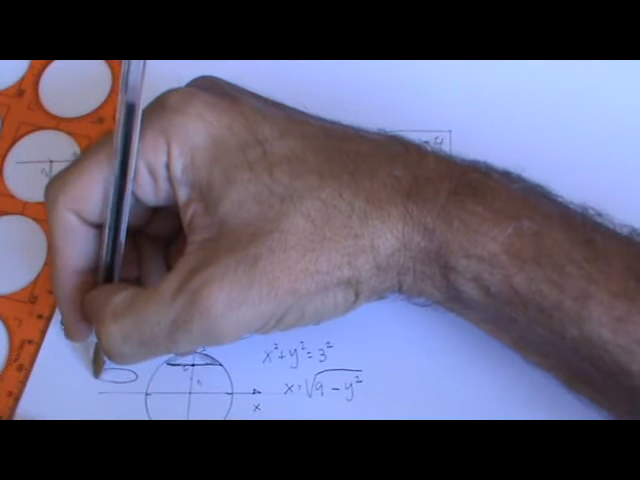 x²+y²=3²
x=√9-y²
x